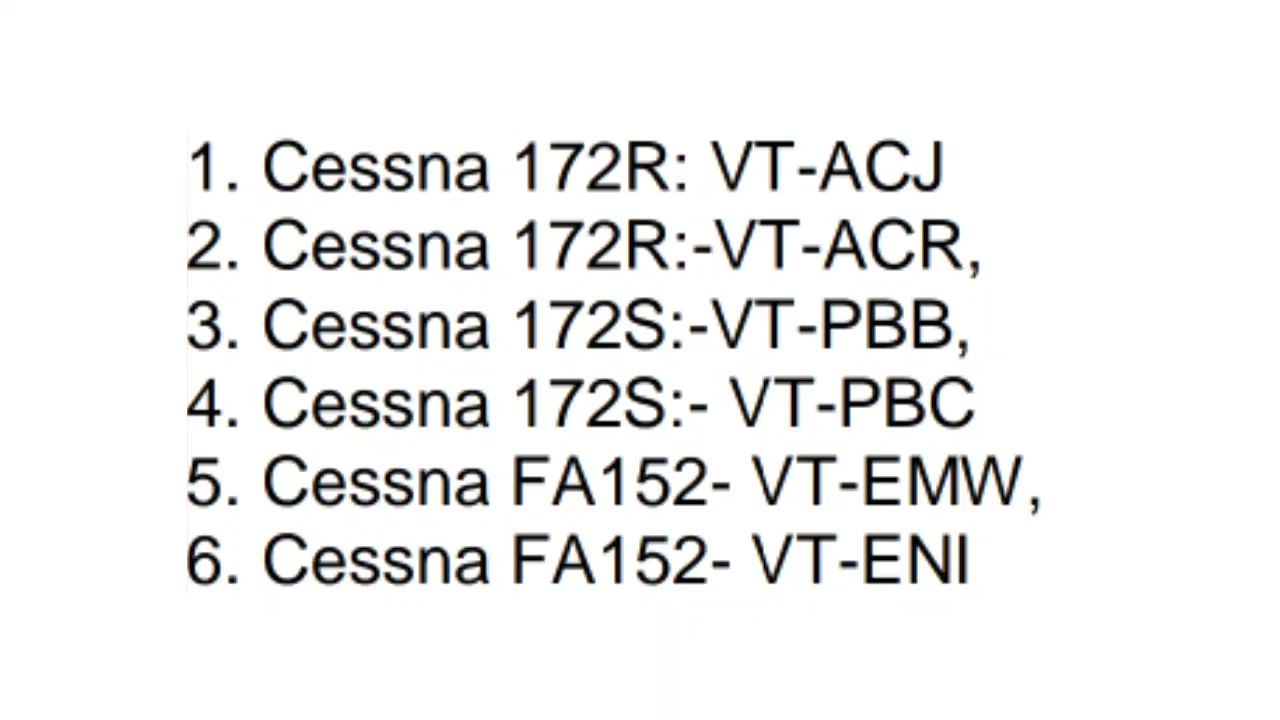 1. Cessna 172R: VT-ACJ
2. Cessna 172R:-VT-ACR,
3. Cessna 172S:-VT-PBB,
4. Cessna 172S:- VT-PBC
5. Cessna FA152- VT-EMW,
6. Cessna FA152- VT-ENI